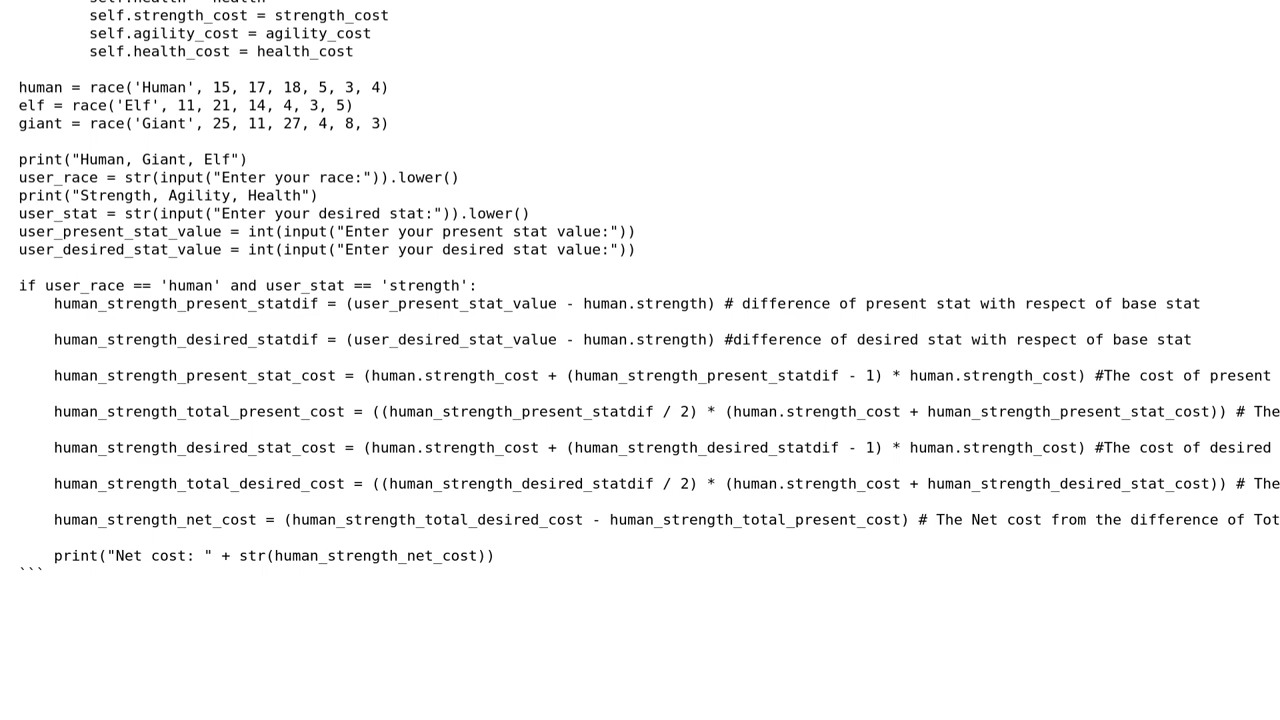 self.health = health
self.strength_cost = strength_cost
self.agility_cost = agility_cost
self.health_cost = health_cost
human = race('Human', 15, 17, 18, 5, 3, 4)
elf = race('Elf', 11, 21, 14, 4, 3, 5)
giant = race('Giant', 25, 11, 27, 4, 8, 3)
print("Human, Giant, Elf")
user_race = str(input("Enter your race:")).lower()
print("Strength, Agility, Health")
user_stat = str(input("Enter your desired stat:")).lower()
user_present_stat_value = int(input("Enter your present stat value:"))
user_desired_stat_value = int(input("Enter your desired stat value:"))
if user_race == 'human' and user_stat == 'strength':
human_strength_present_statdif = (user_present_stat_value - human.strength) # difference of present stat with respect of base stat
human_strength_desired_statdif = (user_desired_stat_value - human.strength) #difference of desired stat with respect of base stat
human_strength_present_stat_cost = (human.strength_cost + (human_strength_present_statdif - 1) * human.strength_cost) #The cost of present
human_strength_total_present_cost = ((human_strength_present_statdif / 2) * (human.strength_cost + human_strength_present_stat_cost)) # The
human_strength_desired_stat_cost = (human.strength_cost + (human_strength_desired_statdif - 1) * human.strength_cost) #The cost of desired
human_strength_total_desired_cost = ((human_strength_desired_statdif / 2) * (human.strength_cost + human_strength_desired_stat_cost)) # The
human_strength_net_cost = (human_strength_total_desired_cost - human_strength_total_present_cost) # The Net cost from the difference of Tot
print("Net cost: " + str(human_strength_net_cost))
```